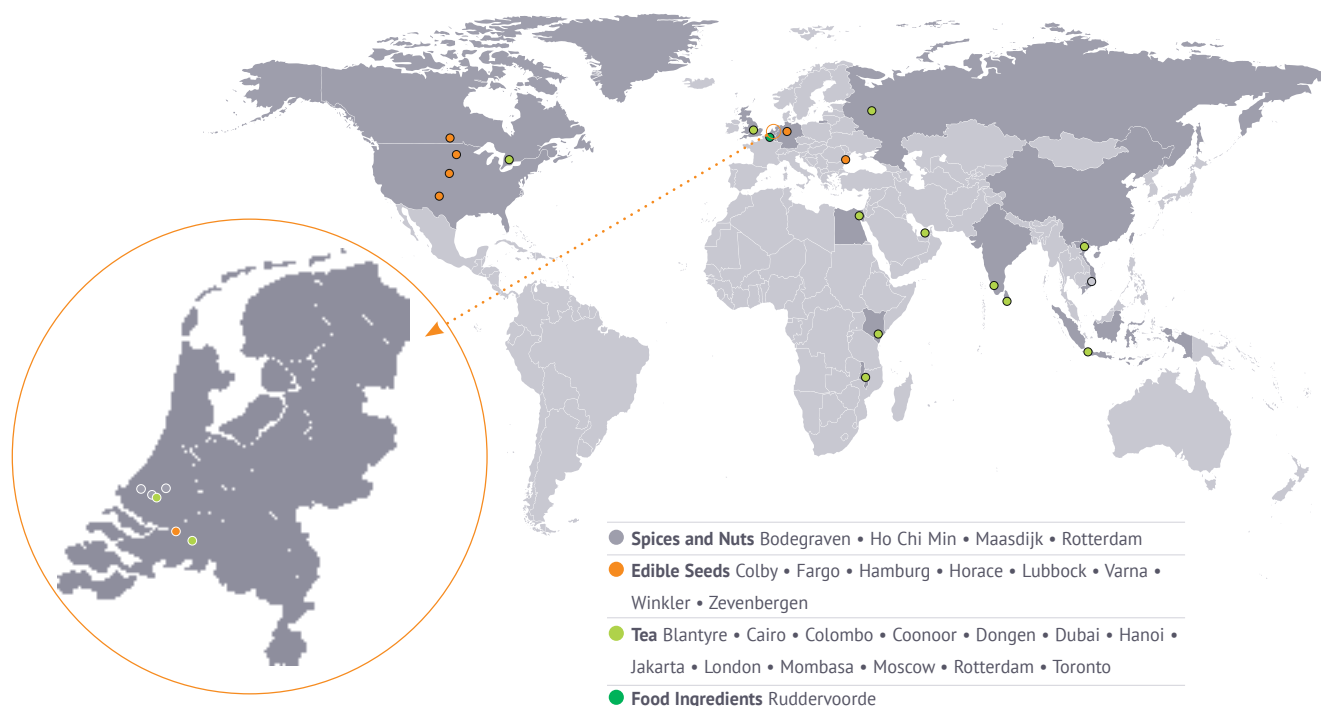 Spices and Nuts Bodegraven • Ho Chi Min • Maasdijk • Rotterdam
Edible Seeds Colby • Fargo • Hamburg • Horace • Lubbock • Varna •
Winkler • Zevenbergen
Tea Blantyre • Cairo • Colombo • Coonoor • Dongen • Dubai • Hanoi •
Jakarta • London • Mombasa • Moscow • Rotterdam • Toronto
Food Ingredients Ruddervoorde